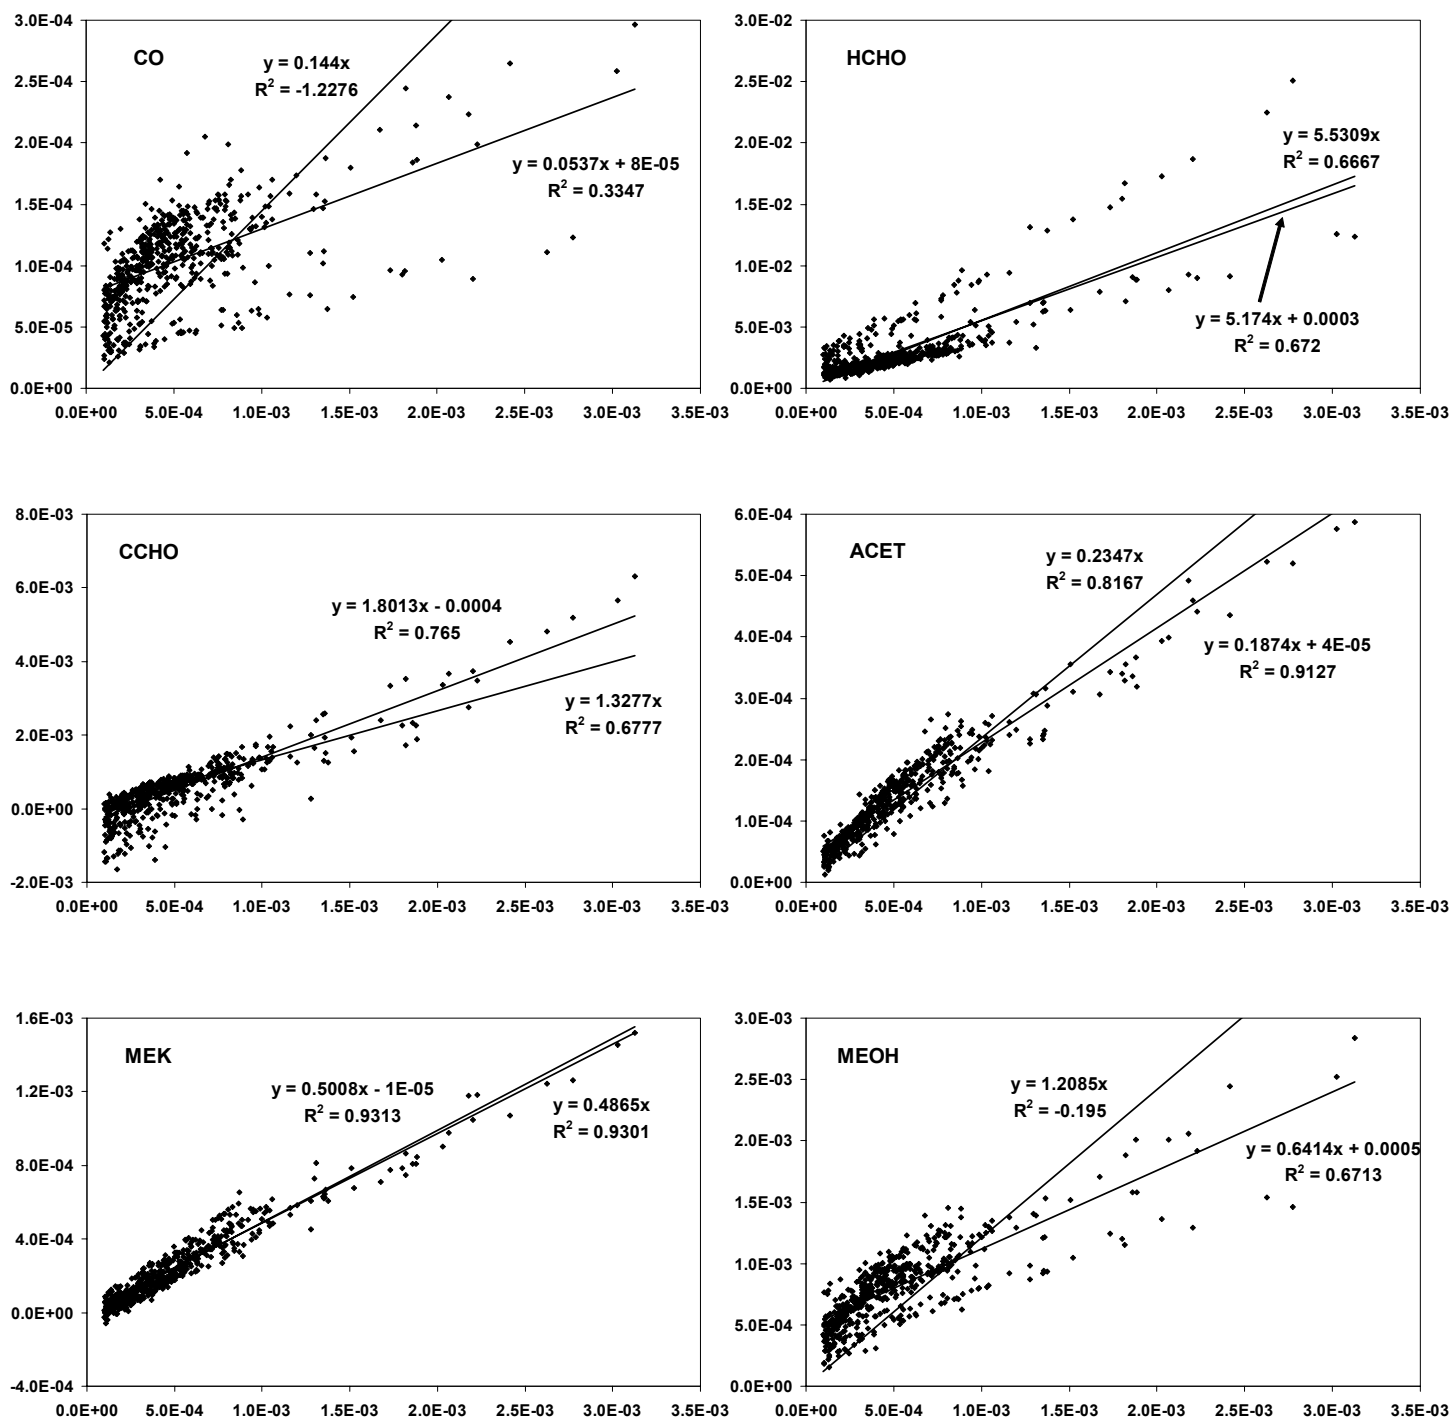 CO
3.0E-04
2.5E-04
2.0E-04
1.5E-04
1.0E-04
5.0E-05
0.0E+00
y = 0.144x
R² = -1.2276
y = 0.0537x + 8E-05
R² = 0.3347
0.0E+00 5.0E-04 1.0E-03 1.5E-03 2.0E-03 2.5E-03 3.0E-03 3.5E-03
HCHO
3.0E-02
2.5E-02
2.0E-02
1.5E-02
1.0E-02
5.0E-03
0.0E+00
y = 5.5309x
R² = 0.6667
y = 5.174x + 0.0003
R² = 0.672
0.0E+00 5.0E-04 1.0E-03 1.5E-03 2.0E-03 2.5E-03 3.0E-03 3.5E-03
CCHO
8.0E-03
6.0E-03
4.0E-03
2.0E-03
0.0E+00
-2.0E-03
y = 1.8013x - 0.0004
R² = 0.765
y = 1.3277x
R² = 0.6777
0.0E+00 5.0E-04 1.0E-03 1.5E-03 2.0E-03 2.5E-03 3.0E-03 3.5E-03
ACET
6.0E-04
5.0E-04
4.0E-04
3.0E-04
2.0E-04
1.0E-04
0.0E+00
y = 0.2347x
R² = 0.8167
y = 0.1874x + 4E-05
R² = 0.9127
0.0E+00 5.0E-04 1.0E-03 1.5E-03 2.0E-03 2.5E-03 3.0E-03 3.5E-03
MEK
1.6E-03
1.2E-03
8.0E-04
4.0E-04
0.0E+00
-4.0E-04
y = 0.5008x - 1E-05
R² = 0.9313
y = 0.4865x
R² = 0.9301
0.0E+00 5.0E-04 1.0E-03 1.5E-03 2.0E-03 2.5E-03 3.0E-03 3.5E-03
MEOH
3.0E-03
2.5E-03
2.0E-03
1.5E-03
1.0E-03
5.0E-04
0.0E+00
y = 1.2085x
R² = -0.195
y = 0.6414x + 0.0005
R² = 0.6713
0.0E+00 5.0E-04 1.0E-03 1.5E-03 2.0E-03 2.5E-03 3.0E-03 3.5E-03